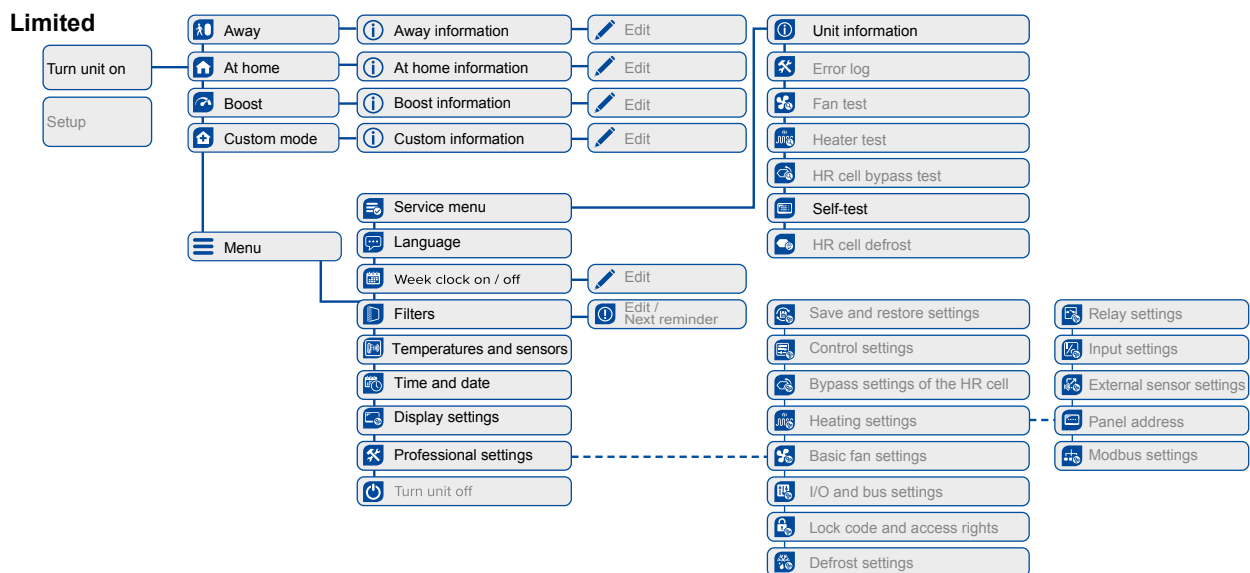 Limited
Turn unit on
Setup
Away
Away information
Edit
At home
At home information
Edit
Boost
Boost information
Edit
Custom mode
Custom information
Edit
Menu
Service menu
Language
Week clock on / off
Edit
Filters
Edit /
Next reminder
Temperatures and sensors
Time and date
Display settings
Professional settings
Turn unit off
Unit information
Error log
Fan test
Heater test
HR cell bypass test
Self-test
HR cell defrost
Save and restore settings
Control settings
Bypass settings of the HR cell
Heating settings
Basic fan settings
I/O and bus settings
Lock code and access rights
Defrost settings
Relay settings
Input settings
External sensor settings
Panel address
Modbus settings